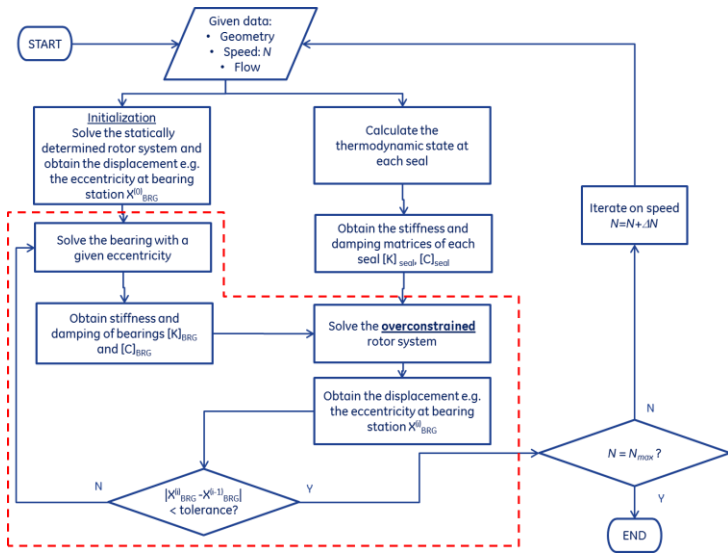 START
Given data:
• Geometry
• Speed: N
• Flow
Initialization
Solve the statically
determined rotor system and
obtain the displacement e.g.
the eccentricity at bearing
station X⁽⁰⁾BRG
Calculate the
thermodynamic state at
each seal
Iterate on speed
N=N+ΔN
Solve the bearing with a
given eccentricity
Obtain the stiffness and
damping matrices of each
seal [K] seal, [C]seal
Obtain stiffness and
damping of bearings [K]BRG
and [C]BRG
Solve the overconstrained
rotor system
Obtain the displacement e.g.
the eccentricity at bearing
station X⁽ⁱ⁾BRG
N
N = Nmax ?
N
|X⁽ⁱ⁾BRG -X⁽ⁱ⁻¹⁾BRG|
< tolerance?
Y
Y
END